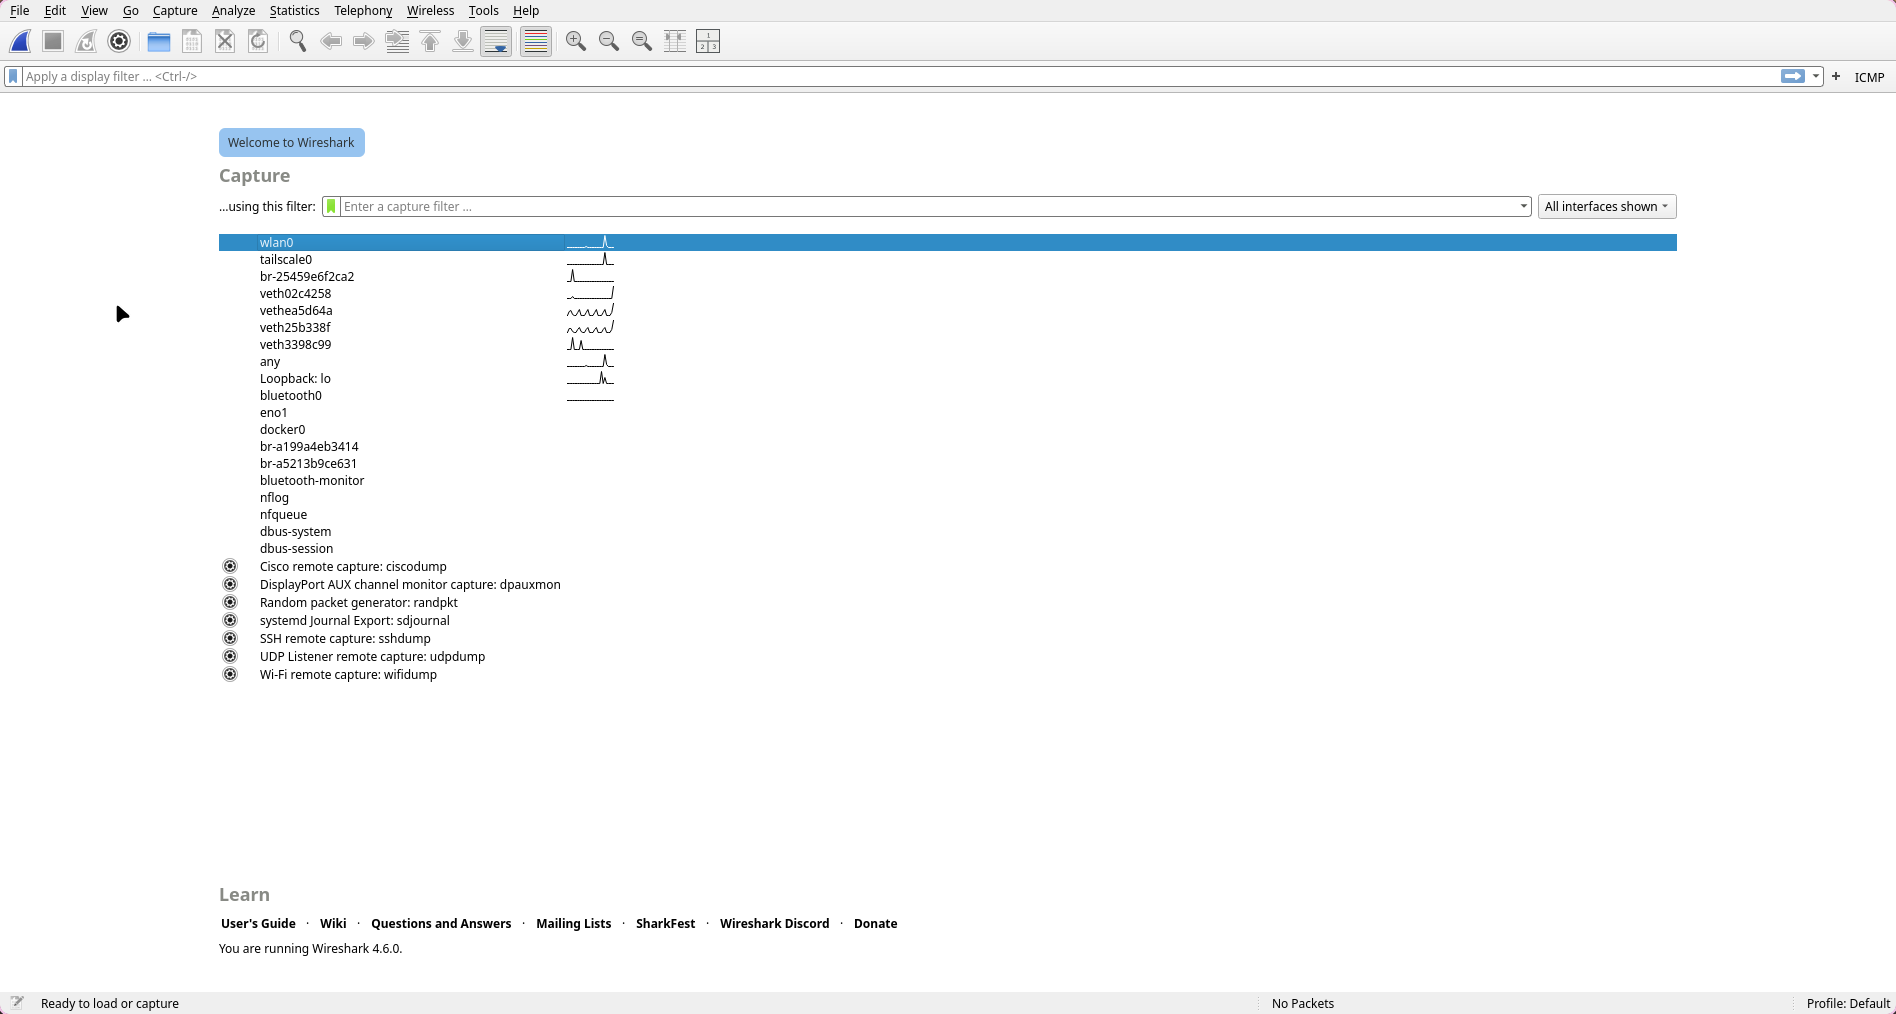 File Edit View Go Capture Analyze Statistics Telephony Wireless Tools Help
Apply a display filter ... <Ctrl-/> + ICMP
Welcome to Wireshark
Capture
...using this filter: Enter a capture filter ... All interfaces shown
wlan0
tailscale0
br-25459e6f2ca2
veth02c4258
vethea5d64a
veth25b338f
veth3398c99
any
Loopback: lo
bluetooth0
eno1
docker0
br-a199a4eb3414
br-a5213b9ce631
bluetooth-monitor
nflog
nfqueue
dbus-system
dbus-session
Cisco remote capture: ciscodump
DisplayPort AUX channel monitor capture: dpauxmon
Random packet generator: randpkt
systemd Journal Export: sdjournal
SSH remote capture: sshdump
UDP Listener remote capture: udpdump
Wi-Fi remote capture: wifidump
Learn
User's Guide · Wiki · Questions and Answers · Mailing Lists · SharkFest · Wireshark Discord · Donate
You are running Wireshark 4.6.0.
Ready to load or capture No Packets Profile: Default